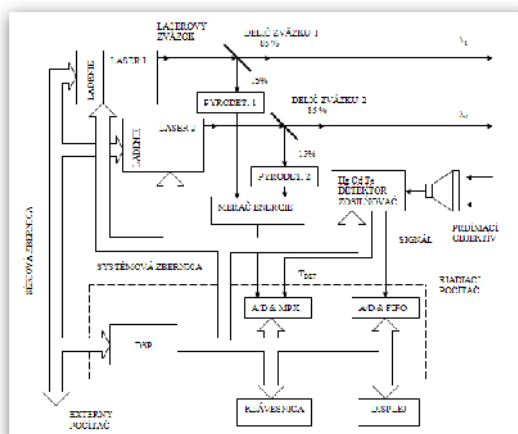 LASEROVÝ
ZVÄZOK
DELIČ ZVÄZKU 1
85 %
λ1
LADENIE
LASER 1
15%
PYRODET. 1
DELIČ ZVÄZKU 2
85 %
LADENIE
LASER 2
15%
PYRODET. 2
Hg Cd Te
DETEKTOR
ZOSILŇOVAČ
MERAČ ENERGIE
SIGNÁL
PRIJÍMACÍ
OBJEKTÍV
SÉRIOVÁ ZBERNICA
SYSTÉMOVÁ ZBERNICA
RIADIACI
POČÍTAČ
A/D & MPX
A/D & FIFO
DSP
EXTERNÝ
POČÍTAČ
KLÁVESNICA
DISPLEJ